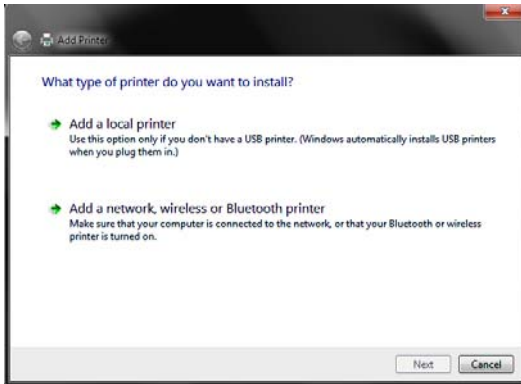 Add Printer
What type of printer do you want to install?
Add a local printer
Use this option only if you don't have a USB printer. (Windows automatically installs USB printers
when you plug them in.)
Add a network, wireless or Bluetooth printer
Make sure that your computer is connected to the network, or that your Bluetooth or wireless
printer is turned on.
Next Cancel